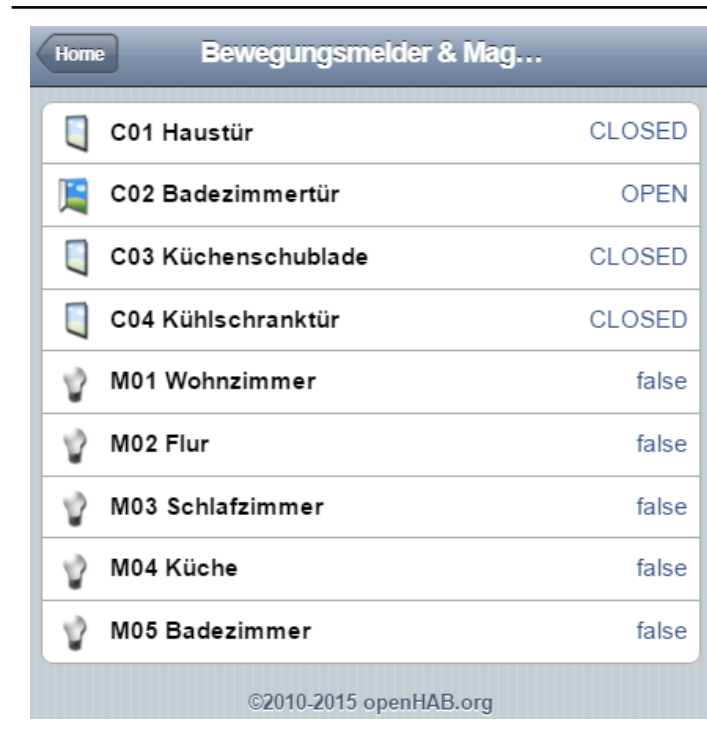 Home
Bewegungsmelder & Mag...
C01 Haustür CLOSED
C02 Badezimmertür OPEN
C03 Küchenschublade CLOSED
C04 Kühlschranktür CLOSED
M01 Wohnzimmer false
M02 Flur false
M03 Schlafzimmer false
M04 Küche false
M05 Badezimmer false
©2010-2015 openHAB.org